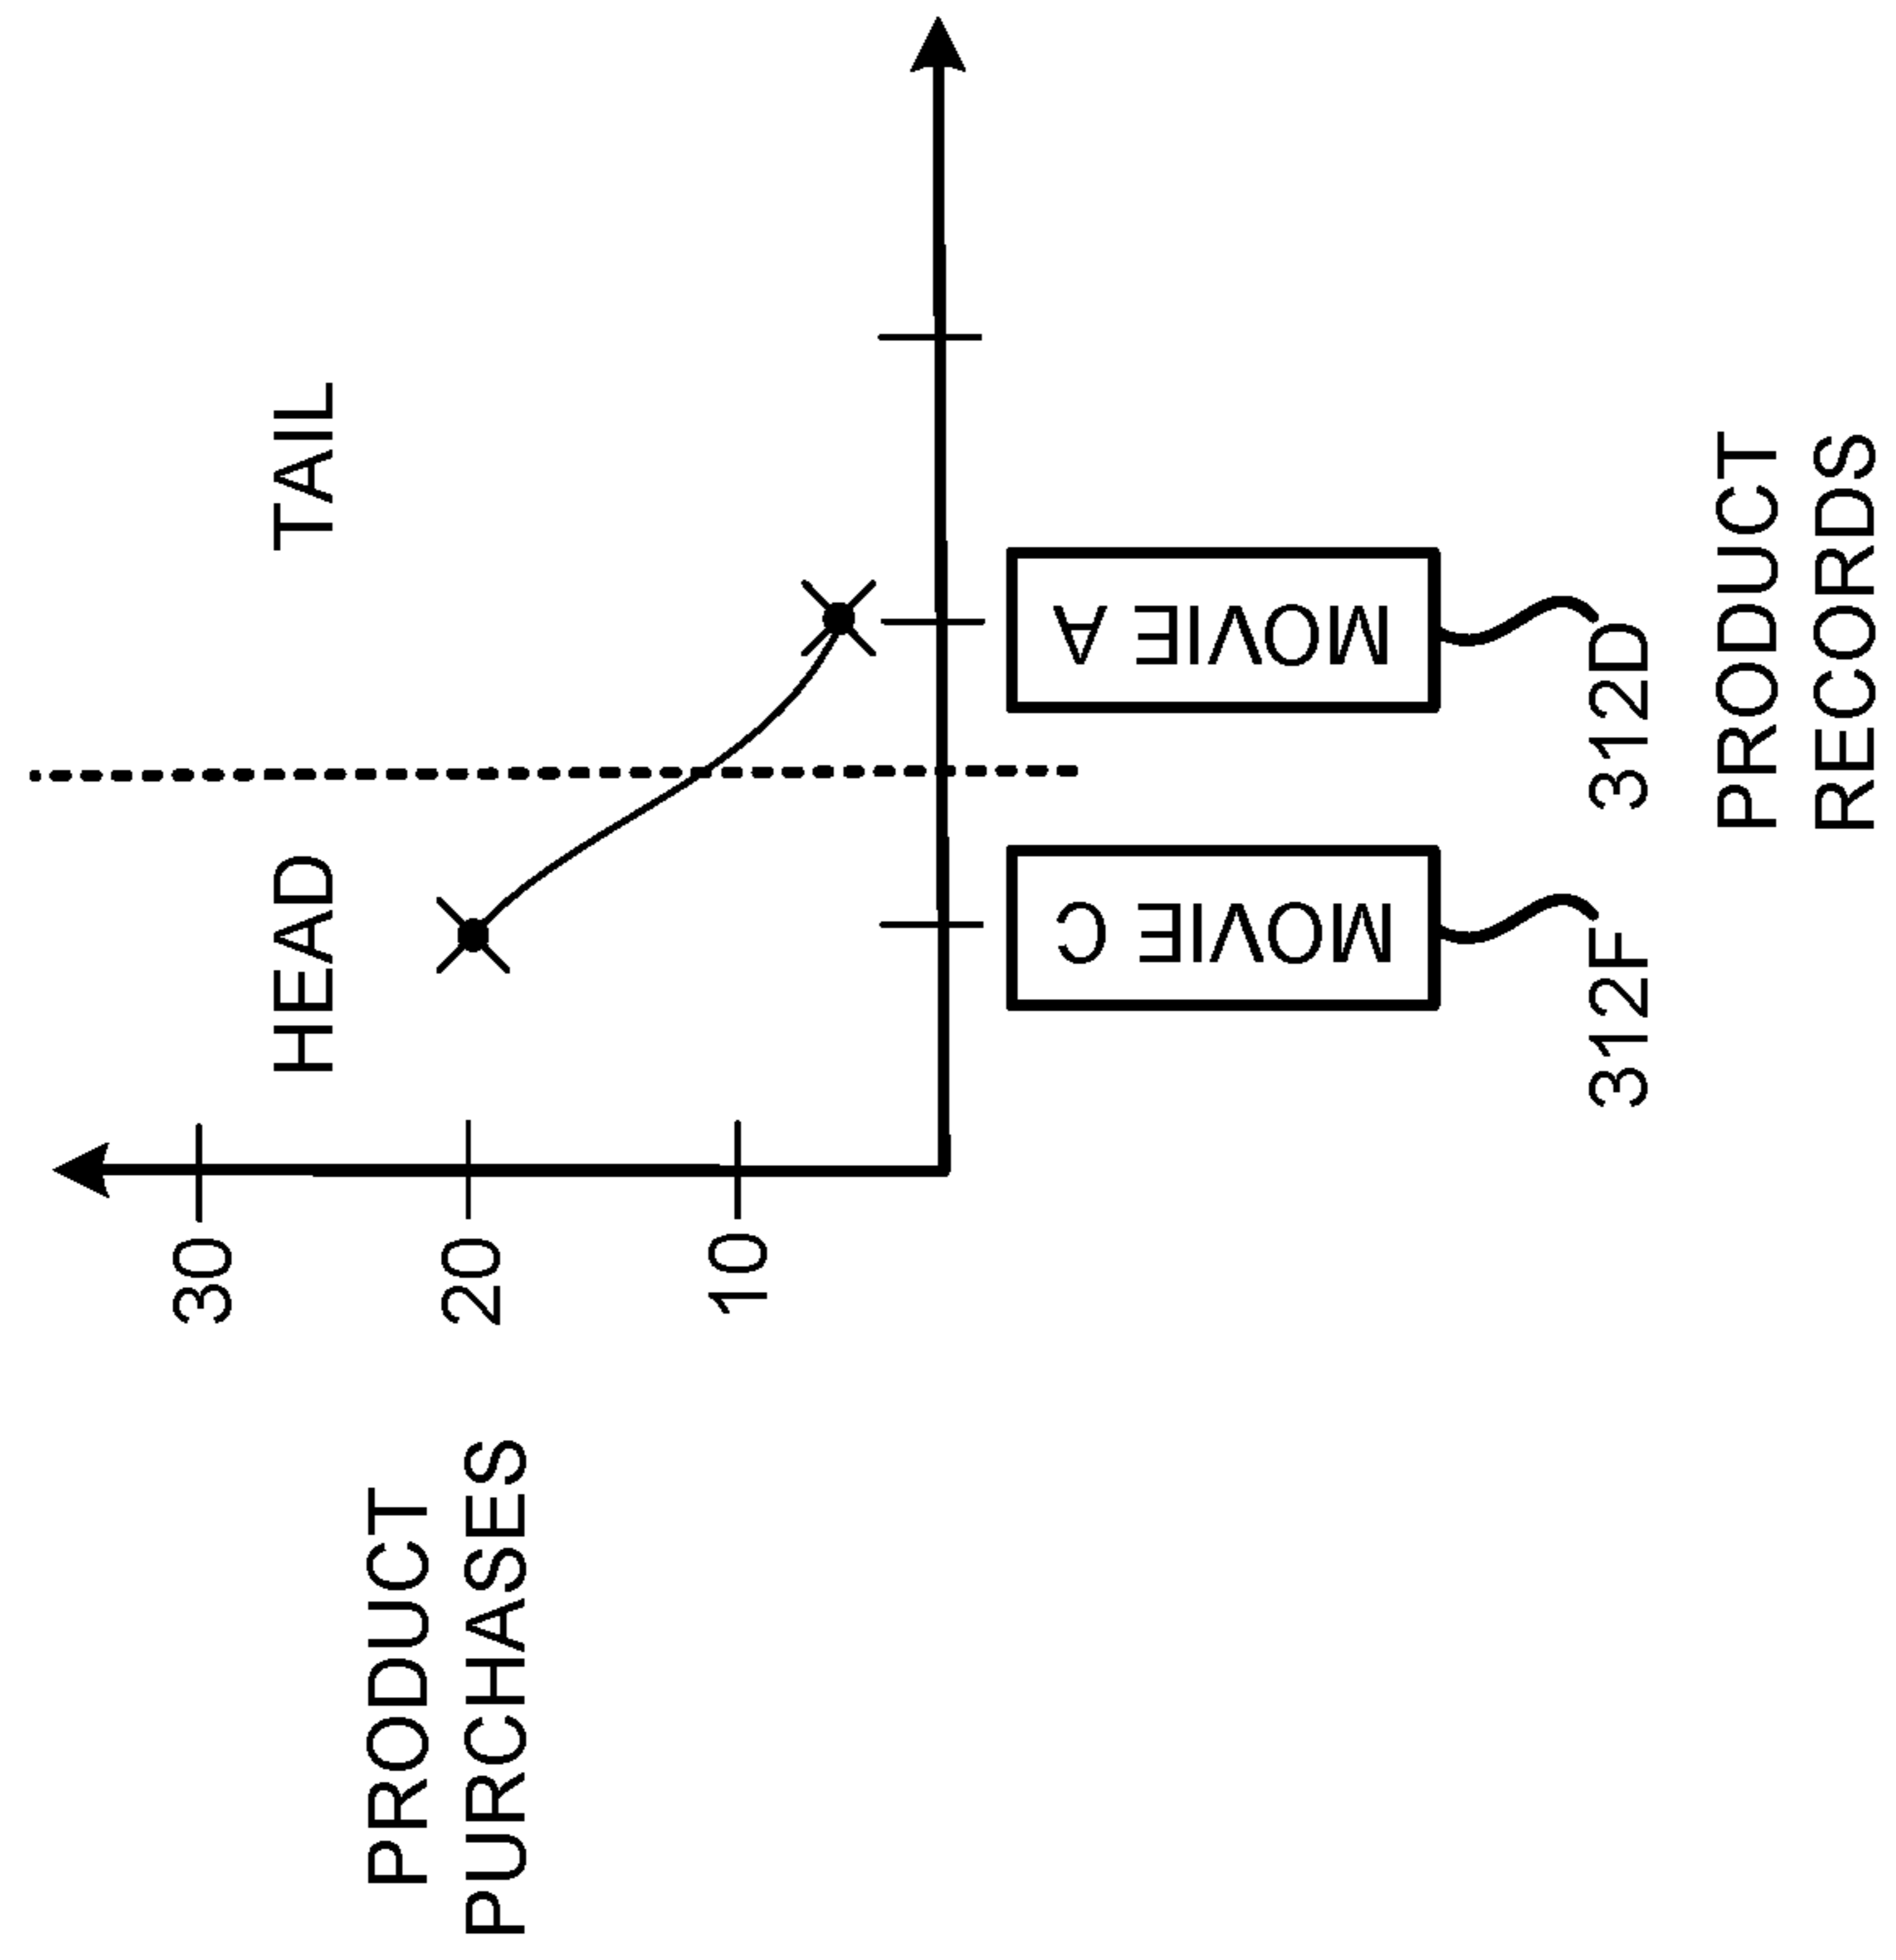 HEAD
TAIL
30
20
10
PRODUCT
PURCHASES
MOVIE C
MOVIE A
312F
312D
PRODUCT
RECORDS